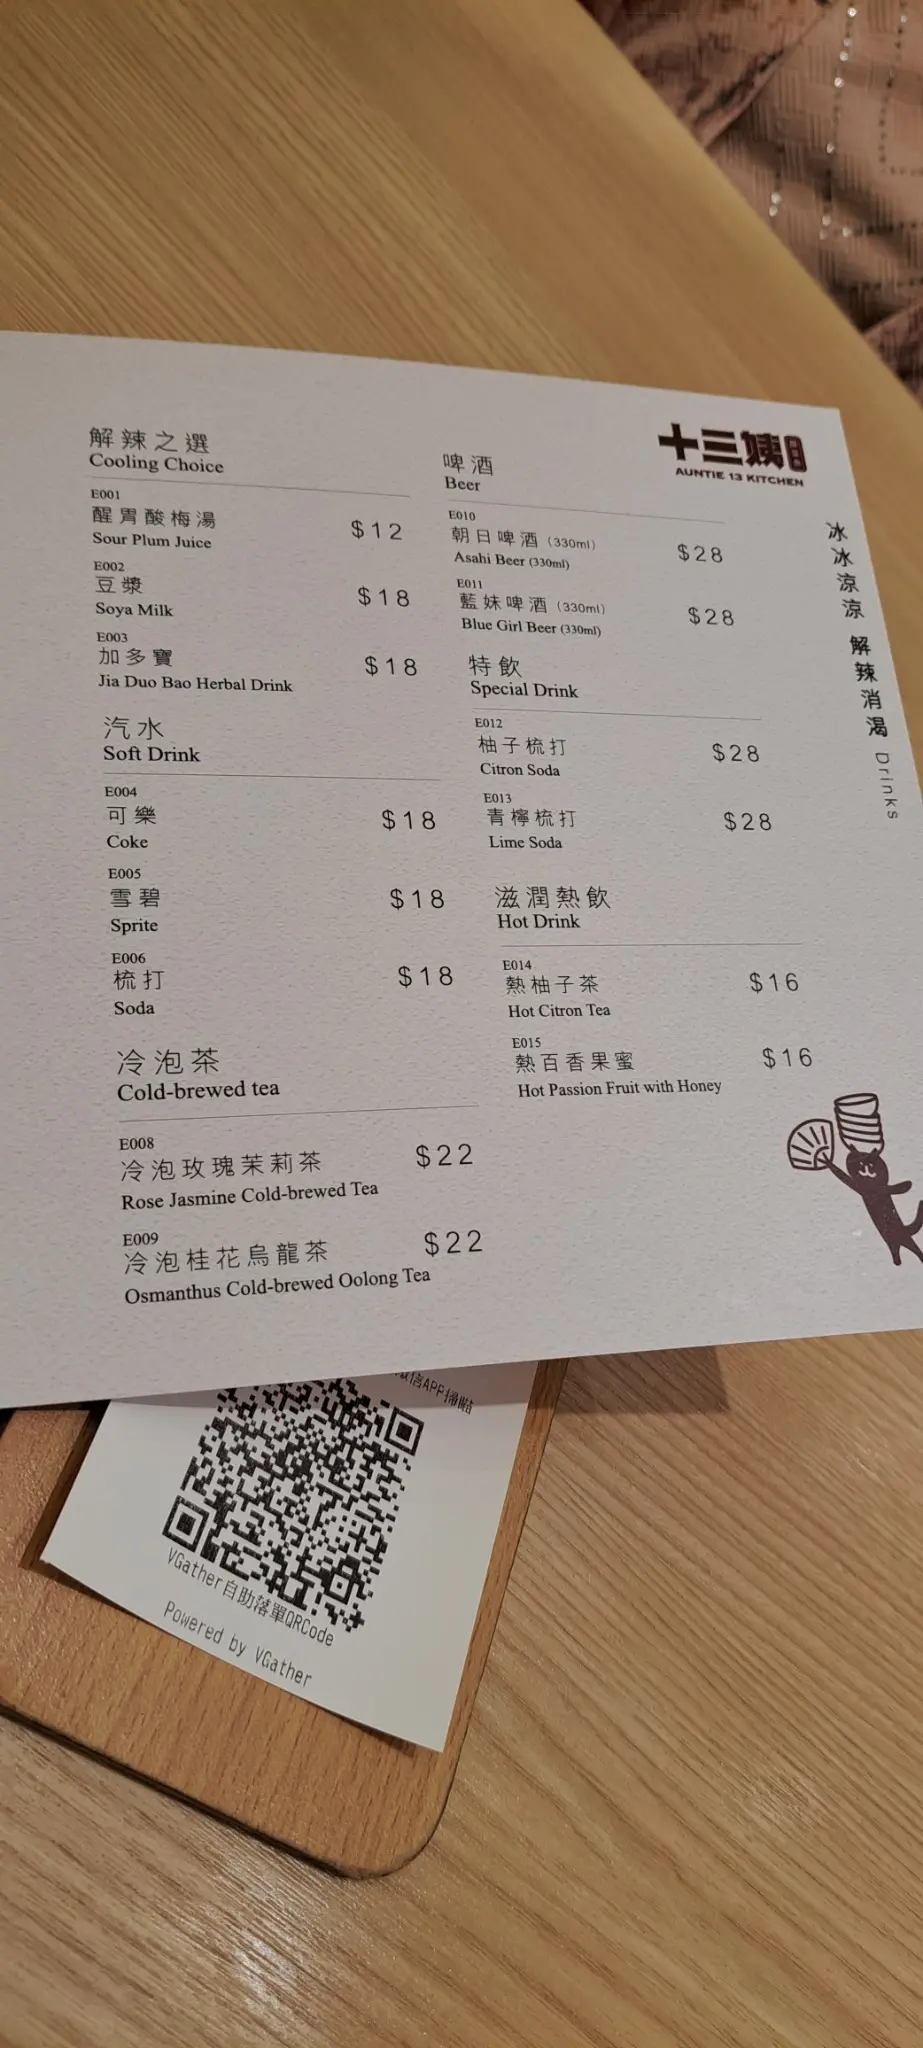 十三姨
AUNTIE 13 KITCHEN
冰冰涼涼 解辣消渴 Drinks
解辣之選
Cooling Choice
E001
醒胃酸梅湯 $12
Sour Plum Juice
E002
豆漿 $18
Soya Milk
E003
加多寶 $18
Jia Duo Bao Herbal Drink
汽水
Soft Drink
E004
可樂 $18
Coke
E005
雪碧 $18
Sprite
E006
梳打 $18
Soda
冷泡茶
Cold-brewed tea
E008
冷泡玫瑰茉莉茶 $22
Rose Jasmine Cold-brewed Tea
E009
冷泡桂花烏龍茶 $22
Osmanthus Cold-brewed Oolong Tea
啤酒
Beer
E010
朝日啤酒 (330ml) $28
Asahi Beer (330ml)
E011
藍妹啤酒 (330ml) $28
Blue Girl Beer (330ml)
特飲
Special Drink
E012
柚子梳打 $28
Citron Soda
E013
青檸梳打 $28
Lime Soda
滋潤熱飲
Hot Drink
E014
熱柚子茶 $16
Hot Citron Tea
E015
熱百香果蜜 $16
Hot Passion Fruit with Honey
信APP掃瞄
VGather自助落單QRCode
Powered by VGather